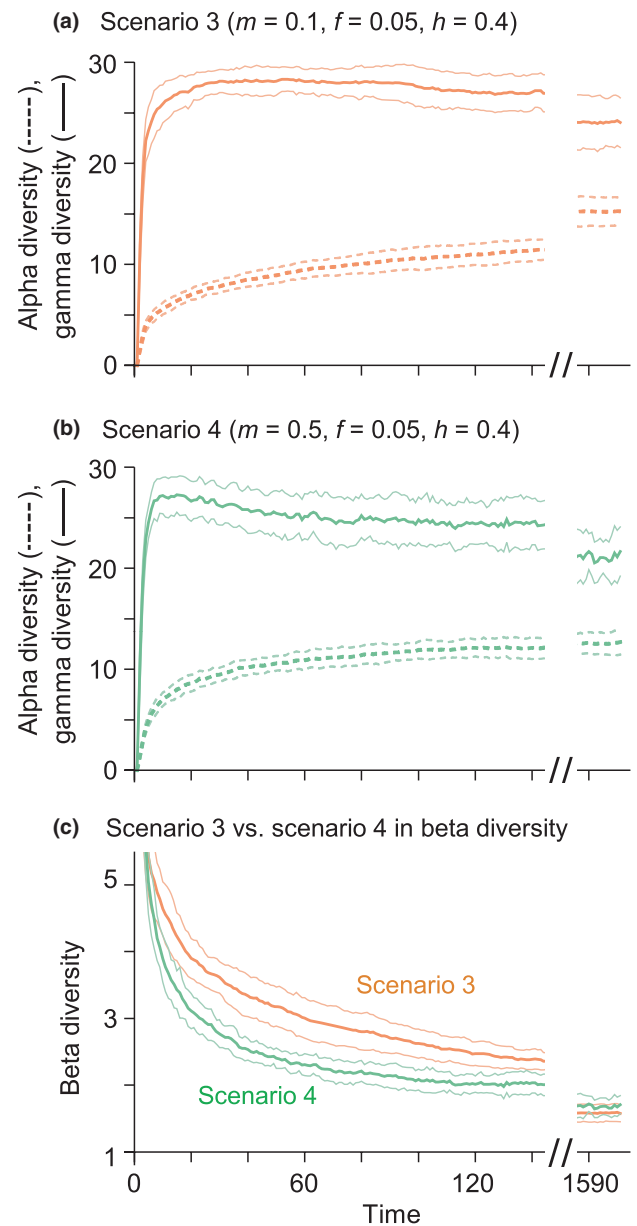 (a) Scenario 3 (m = 0.1, f = 0.05, h = 0.4)
Alpha diversity (-----),
gamma diversity (——)
30
20
10
0
//
(b) Scenario 4 (m = 0.5, f = 0.05, h = 0.4)
Alpha diversity (-----),
gamma diversity (——)
30
20
10
0
//
(c) Scenario 3 vs. scenario 4 in beta diversity
Beta diversity
5
3
1
Scenario 3
Scenario 4
//
0 60 120 1590
Time